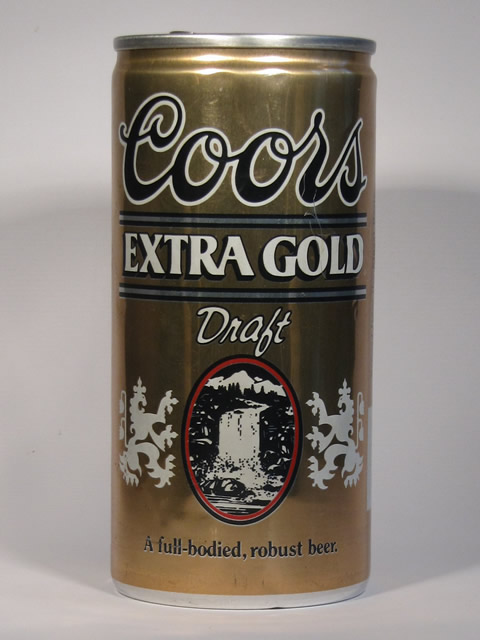 Coors
EXTRA GOLD
Draft
A full-bodied, robust beer.